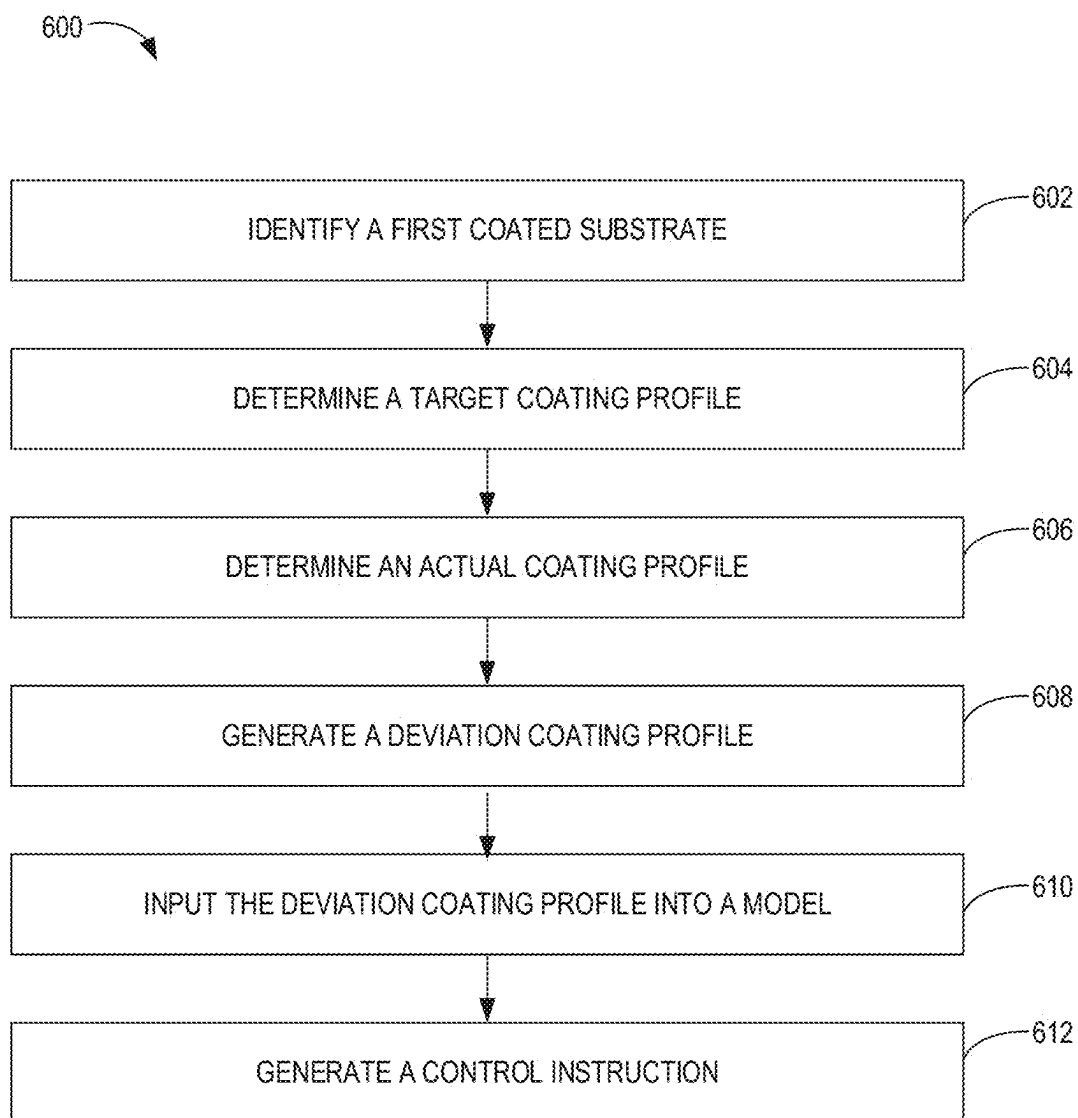 600
IDENTIFY A FIRST COATED SUBSTRATE
602
DETERMINE A TARGET COATING PROFILE
604
DETERMINE AN ACTUAL COATING PROFILE
606
GENERATE A DEVIATION COATING PROFILE
608
INPUT THE DEVIATION COATING PROFILE INTO A MODEL
610
GENERATE A CONTROL INSTRUCTION
612